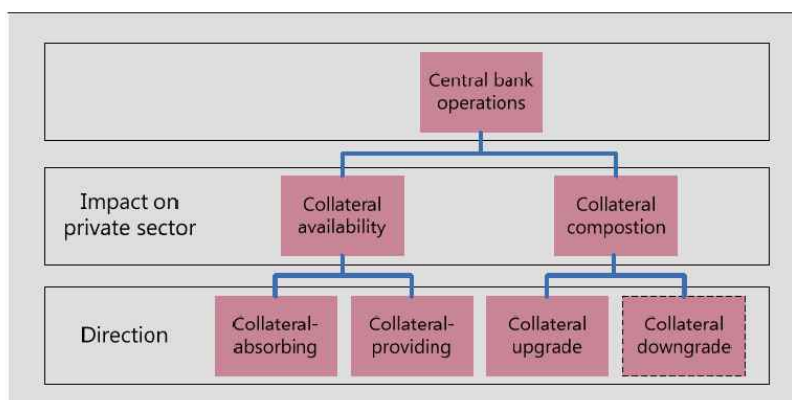 Central bank
operations
Impact on
private sector
Collateral
availability
Collateral
compostion
Direction
Collateral-
absorbing
Collateral-
providing
Collateral
upgrade
Collateral
downgrade